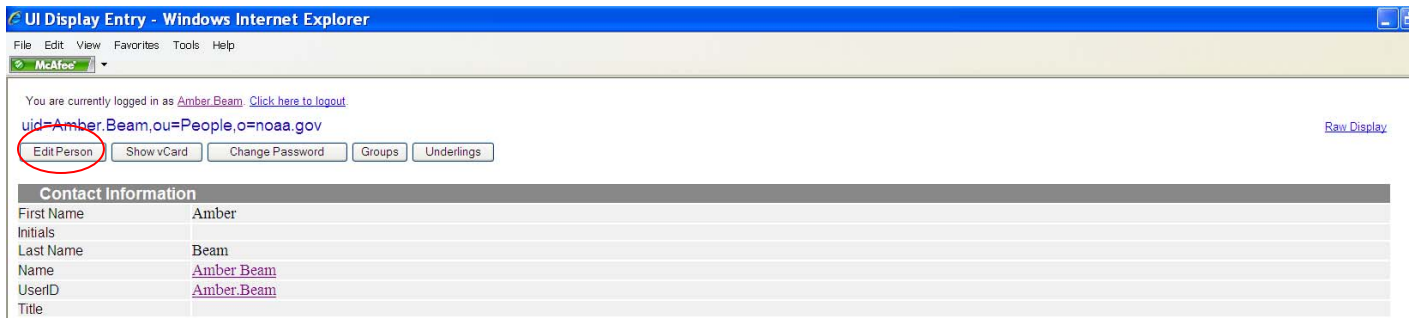 UI Display Entry - Windows Internet Explorer
File Edit View Favorites Tools Help
McAfee
You are currently logged in as Amber.Beam. Click here to logout.
uid=Amber.Beam,ou=People,o=noaa.gov
Raw Display
Edit Person Show vCard Change Password Groups Underlings
Contact Information
First Name Amber
Initials
Last Name Beam
Name Amber Beam
UserID Amber.Beam
Title